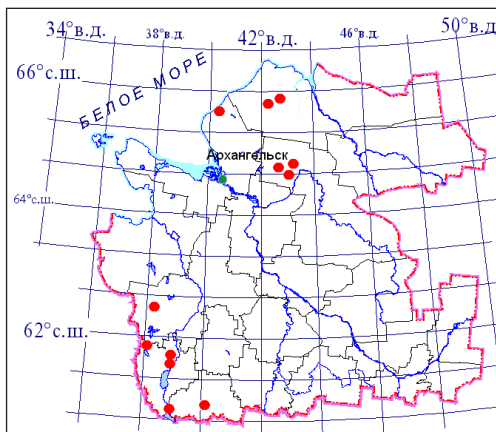 34°в.д.
38°в.д.
42°в.д.
46°в.д.
50°в.д.
66°с.ш.
БЕЛОЕ МОРЕ
Архангельск
64°с.ш.
62°с.ш.